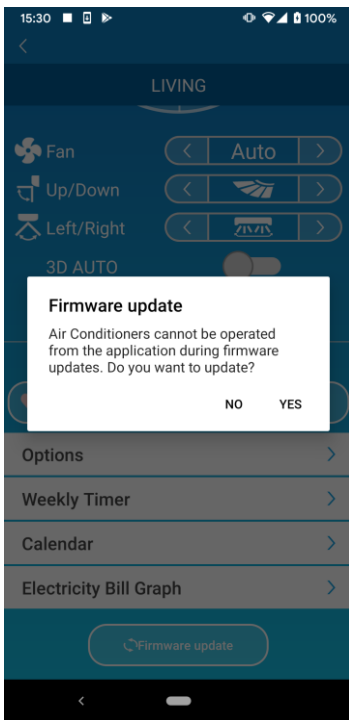 15:30 100%
LIVING
Fan Auto
Up/Down
Left/Right
3D AUTO
Firmware update
Air Conditioners cannot be operated
from the application during firmware
updates. Do you want to update?
NO YES
Options
Weekly Timer
Calendar
Electricity Bill Graph
Firmware update